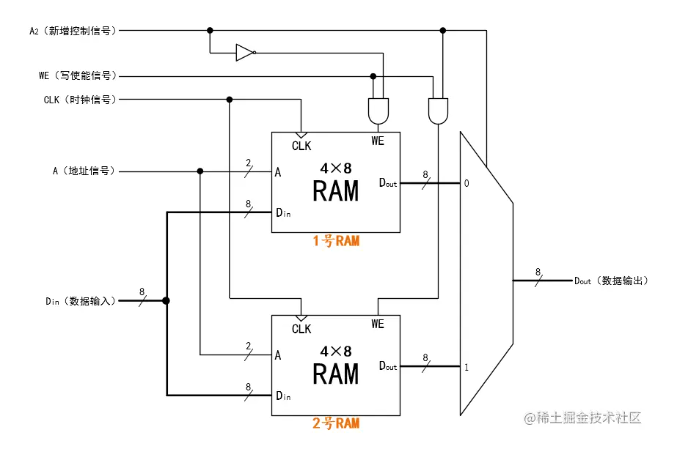 A2（新增控制信号）
WE（写使能信号）
CLK（时钟信号）
CLK
WE
A（地址信号）
2
A
4×8
RAM
Dout
8
0
8
Din
1号RAM
8
Dout（数据输出）
Din（数据输入）
8
CLK
WE
2
A
4×8
RAM
Dout
8
1
8
Din
2号RAM
@稀土掘金技术社区